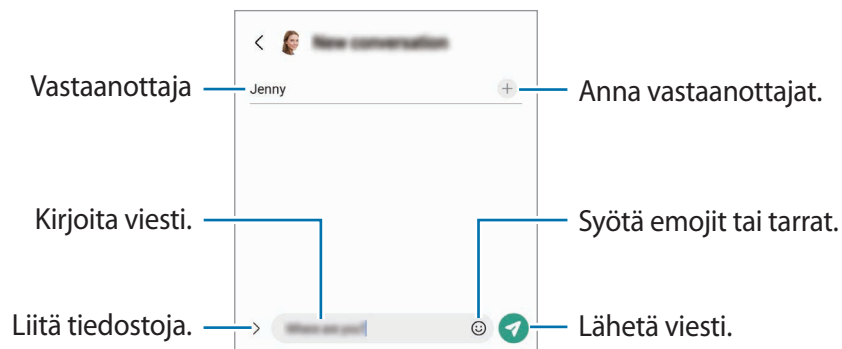 New conversation
Vastaanottaja
Jenny
Anna vastaanottajat.
Kirjoita viesti.
Syötä emojit tai tarrat.
Liitä tiedostoja.
Where are you?
Lähetä viesti.